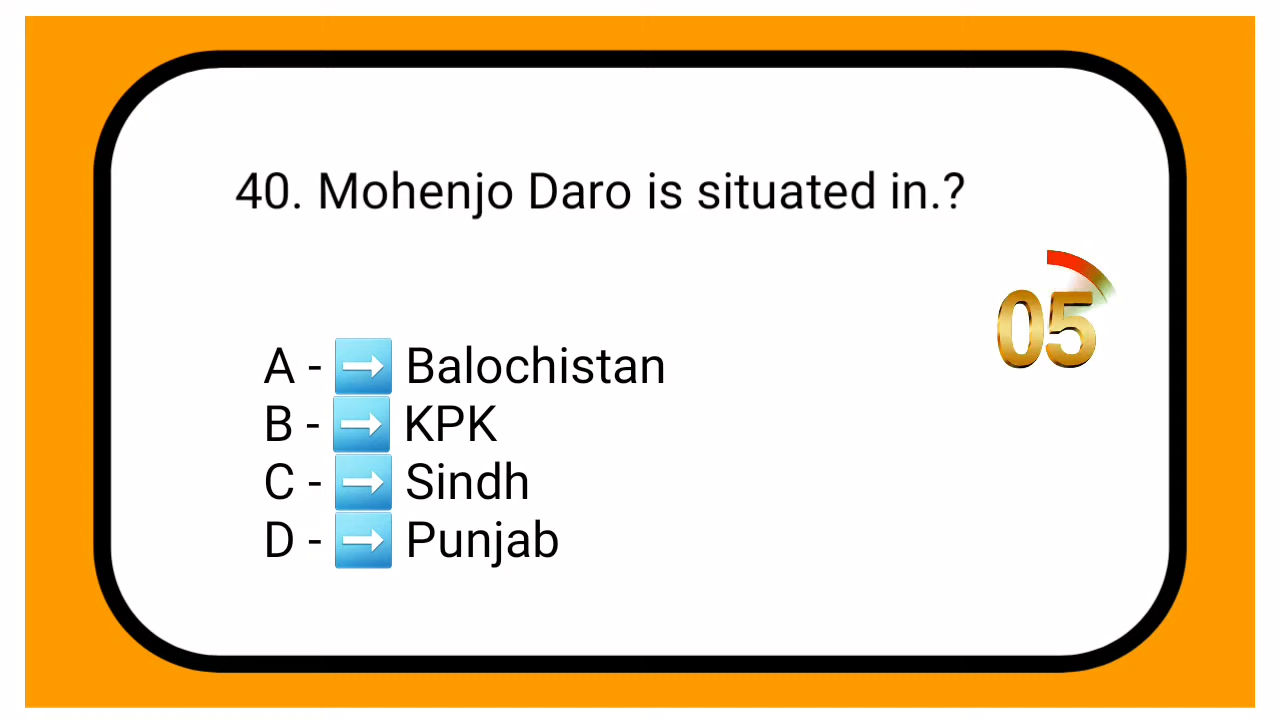 40. Mohenjo Daro is situated in.?
05
A - ➡️ Balochistan
B - ➡️ KPK
C - ➡️ Sindh
D - ➡️ Punjab